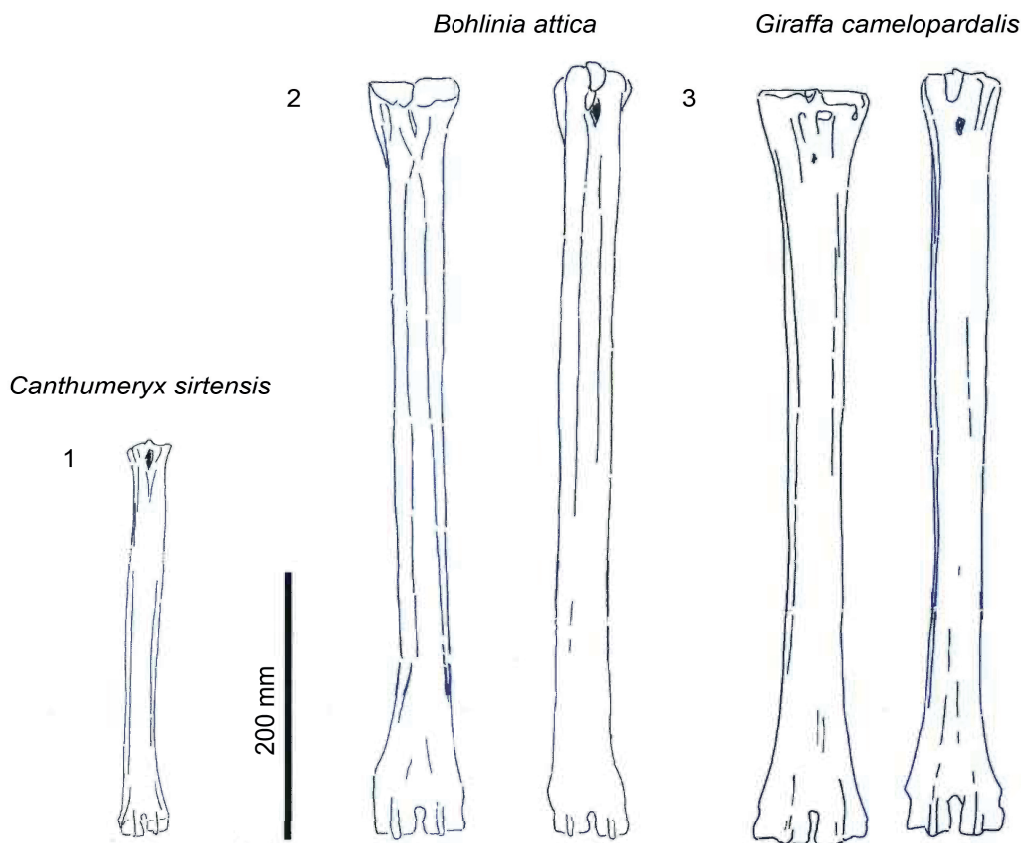 Bohlinia attica
Giraffa camelopardalis
2
3
Canthumeryx sirtensis
1
200 mm